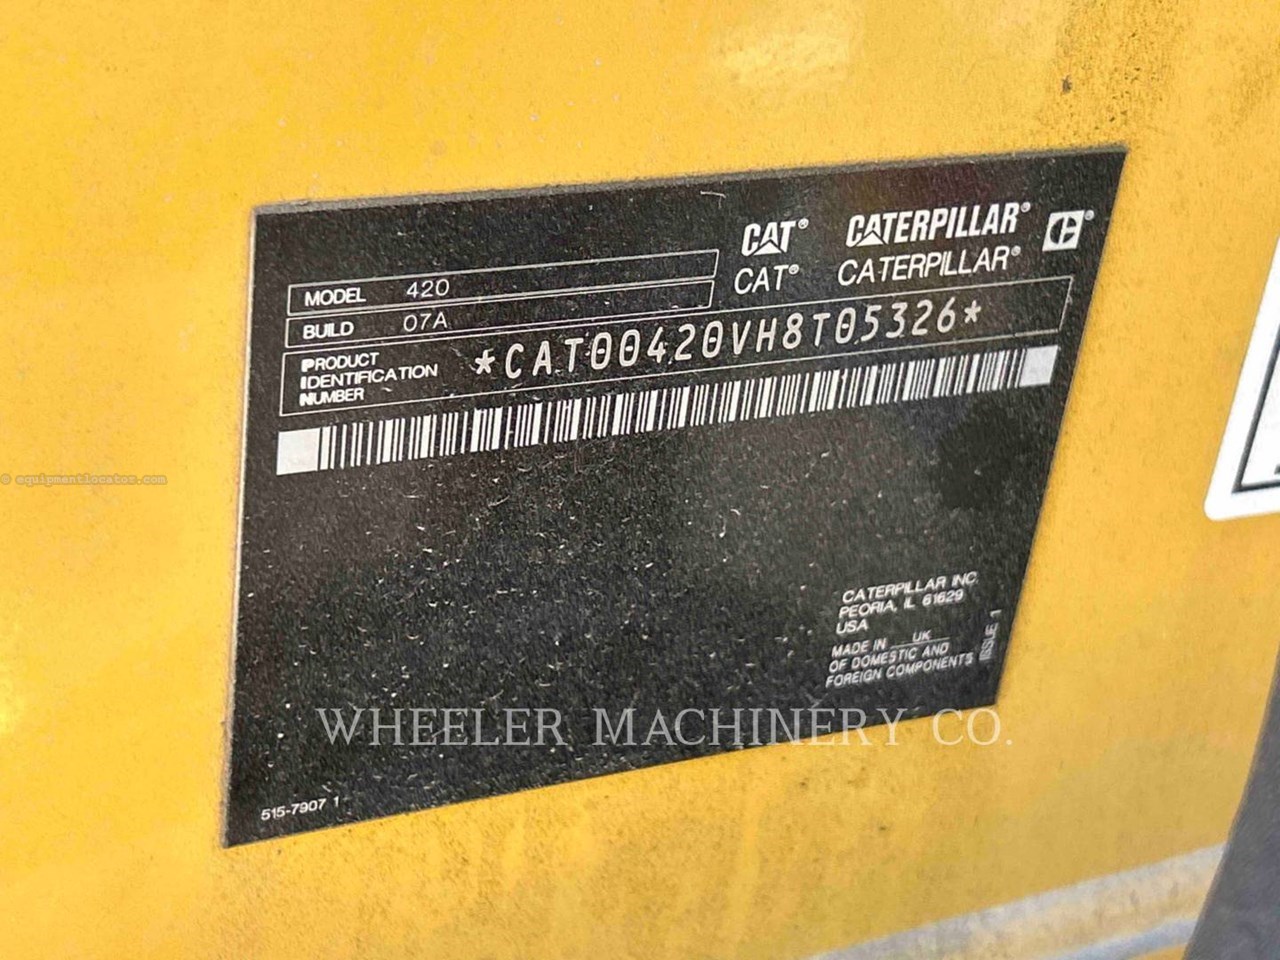 CAT® CATERPILLAR® C®
CAT® CATERPILLAR®
MODEL 420
BUILD 07A
PRODUCT
IDENTIFICATION
NUMBER
*CAT00420VH8T05326*
© equipmentlocator.com
CATERPILLAR INC.
PEORIA, IL 61629
USA
MADE IN UK
OF DOMESTIC AND
FOREIGN COMPONENTS
ISSUE 1
WHEELER MACHINERY CO.
515-7907 1